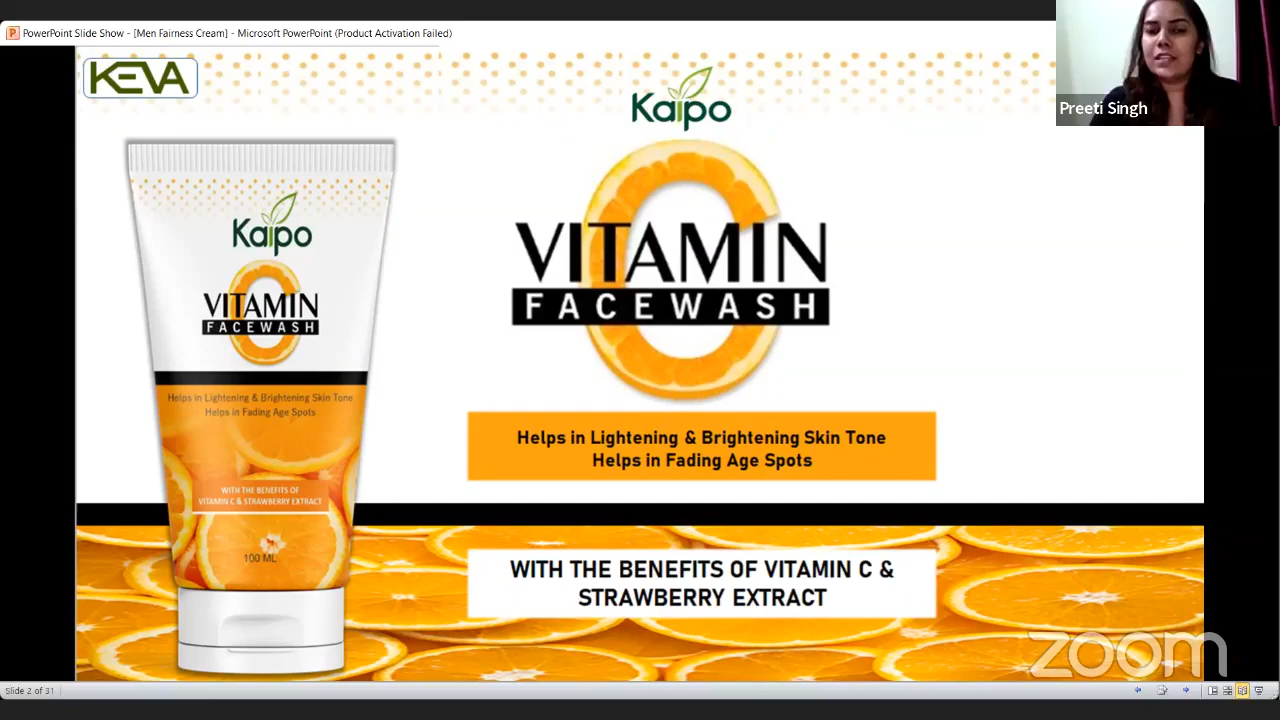 PowerPoint Slide Show - [Men Fairness Cream] - Microsoft PowerPoint (Product Activation Failed)
Preeti Singh
KEVA
Kaipo
VITAMIN
C
FACEWASH
Helps in Lightening & Brightening Skin Tone
Helps in Fading Age Spots
WITH THE BENEFITS OF VITAMIN C &
STRAWBERRY EXTRACT
Kaipo
VITAMIN
C
FACEWASH
Helps in Lightening & Brightening Skin Tone
Helps in Fading Age Spots
WITH THE BENEFITS OF
VITAMIN C & STRAWBERRY EXTRACT
100 ML
zoom
Slide 2 of 31